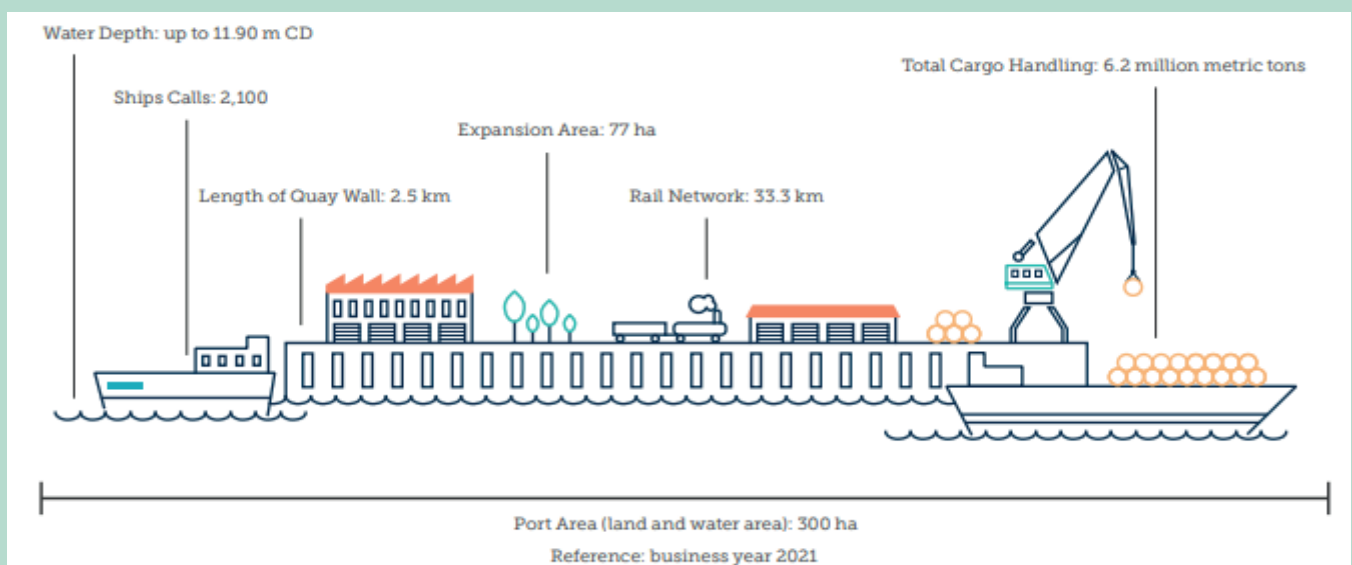 Water Depth: up to 11.90 m CD
Total Cargo Handling: 6.2 million metric tons
Ships Calls: 2,100
Expansion Area: 77 ha
Length of Quay Wall: 2.5 km
Rail Network: 33.3 km
Port Area (land and water area): 300 ha
Reference: business year 2021